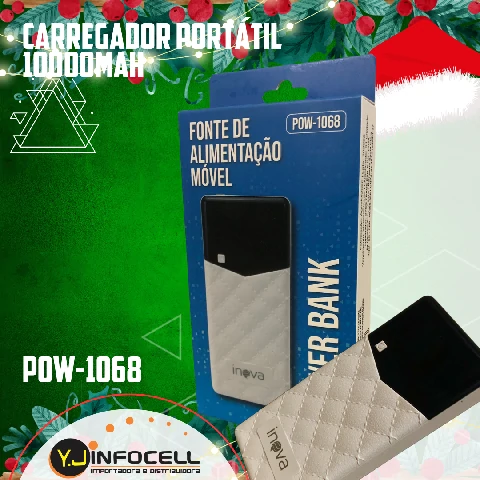 CARREGADOR PORTÁTIL
10000MAH
FONTE DE
ALIMENTAÇÃO
MÓVEL
POW-1068
ER BANK
inova
inova
POW-1068
Y.J INFOCELL
importadora e distribuidora